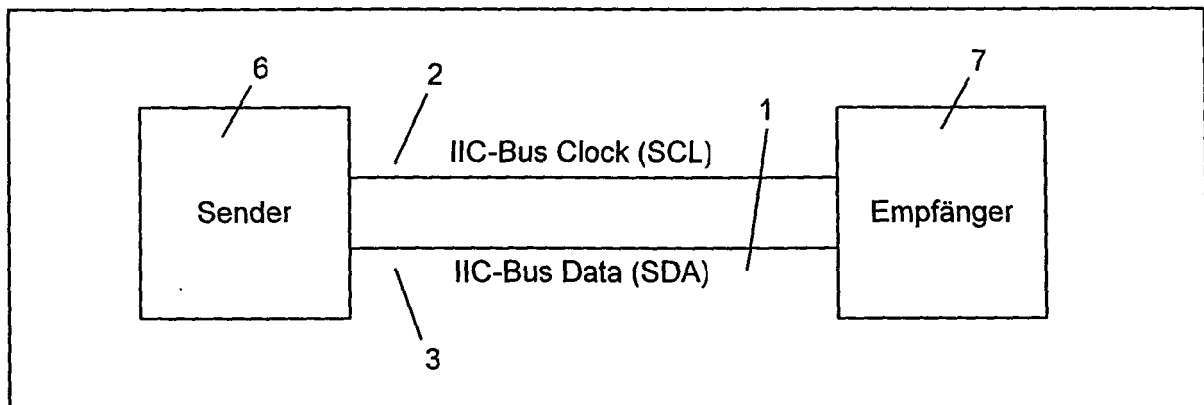 6
2
7
1
IIC-Bus Clock (SCL)
Sender
Empfänger
IIC-Bus Data (SDA)
3